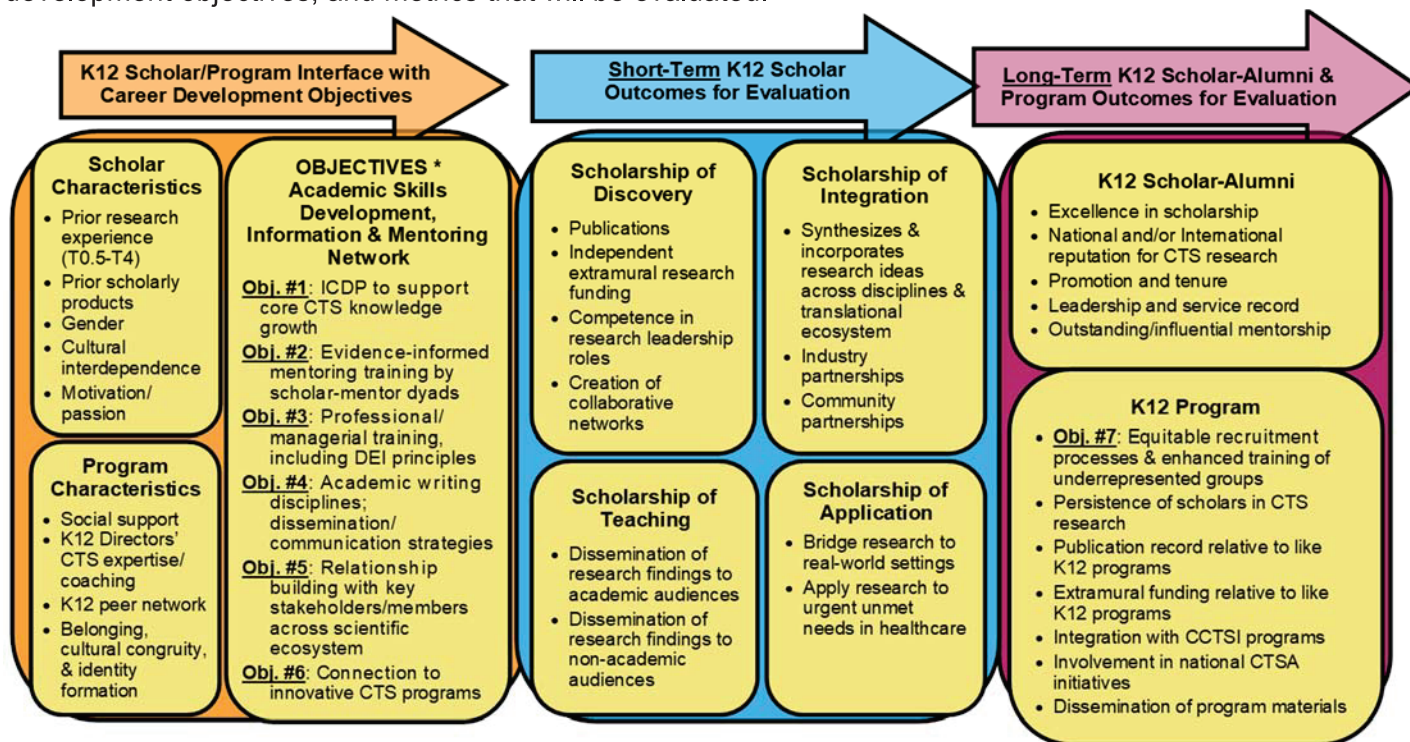 development objectives, and metrics that will be evaluated.
K12 Scholar/Program Interface with
Career Development Objectives
Short-Term K12 Scholar
Outcomes for Evaluation
Long-Term K12 Scholar-Alumni &
Program Outcomes for Evaluation
Scholar
Characteristics
• Prior research
experience
(T0.5-T4)
• Prior scholarly
products
• Gender
• Cultural
interdependence
• Motivation/
passion
Program
Characteristics
• Social support
• K12 Directors'
CTS expertise/
coaching
• K12 peer network
• Belonging,
cultural congruity,
& identity
formation
OBJECTIVES *
Academic Skills
Development,
Information & Mentoring
Network
Obj. #1: ICDP to support
core CTS knowledge
growth
Obj. #2: Evidence-informed
mentoring training by
scholar-mentor dyads
Obj. #3: Professional/
managerial training,
including DEI principles
Obj. #4: Academic writing
disciplines;
dissemination/
communication strategies
Obj. #5: Relationship
building with key
stakeholders/members
across scientific
ecosystem
Obj. #6: Connection to
innovative CTS programs
Scholarship of
Discovery
• Publications
• Independent
extramural research
funding
• Competence in
research leadership
roles
• Creation of
collaborative
networks
Scholarship of
Integration
• Synthesizes &
incorporates
research ideas
across disciplines &
translational
ecosystem
• Industry
partnerships
• Community
partnerships
Scholarship of
Teaching
• Dissemination of
research findings to
academic audiences
• Dissemination of
research findings to
non-academic
audiences
Scholarship of
Application
• Bridge research to
real-world settings
• Apply research to
urgent unmet
needs in healthcare
K12 Scholar-Alumni
• Excellence in scholarship
• National and/or International
reputation for CTS research
• Promotion and tenure
• Leadership and service record
• Outstanding/influential mentorship
K12 Program
• Obj. #7: Equitable recruitment
processes & enhanced training of
underrepresented groups
• Persistence of scholars in CTS
research
• Publication record relative to like
K12 programs
• Extramural funding relative to like
K12 programs
• Integration with CCTSI programs
• Involvement in national CTSA
initiatives
• Dissemination of program materials